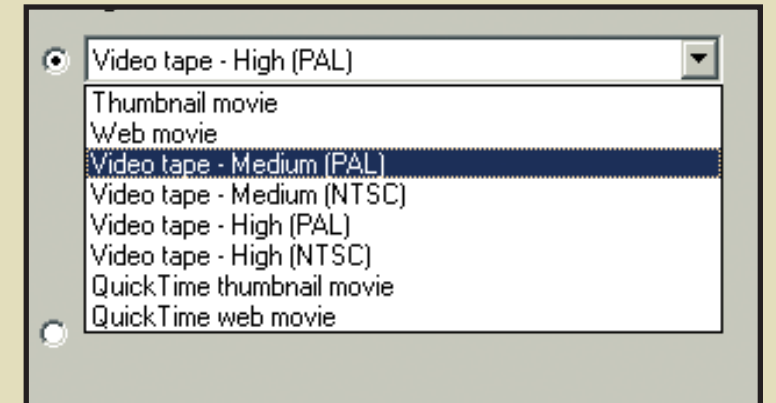 Video tape - High (PAL)
Thumbnail movie
Web movie
Video tape - Medium (PAL)
Video tape - Medium (NTSC)
Video tape - High (PAL)
Video tape - High (NTSC)
QuickTime thumbnail movie
QuickTime web movie